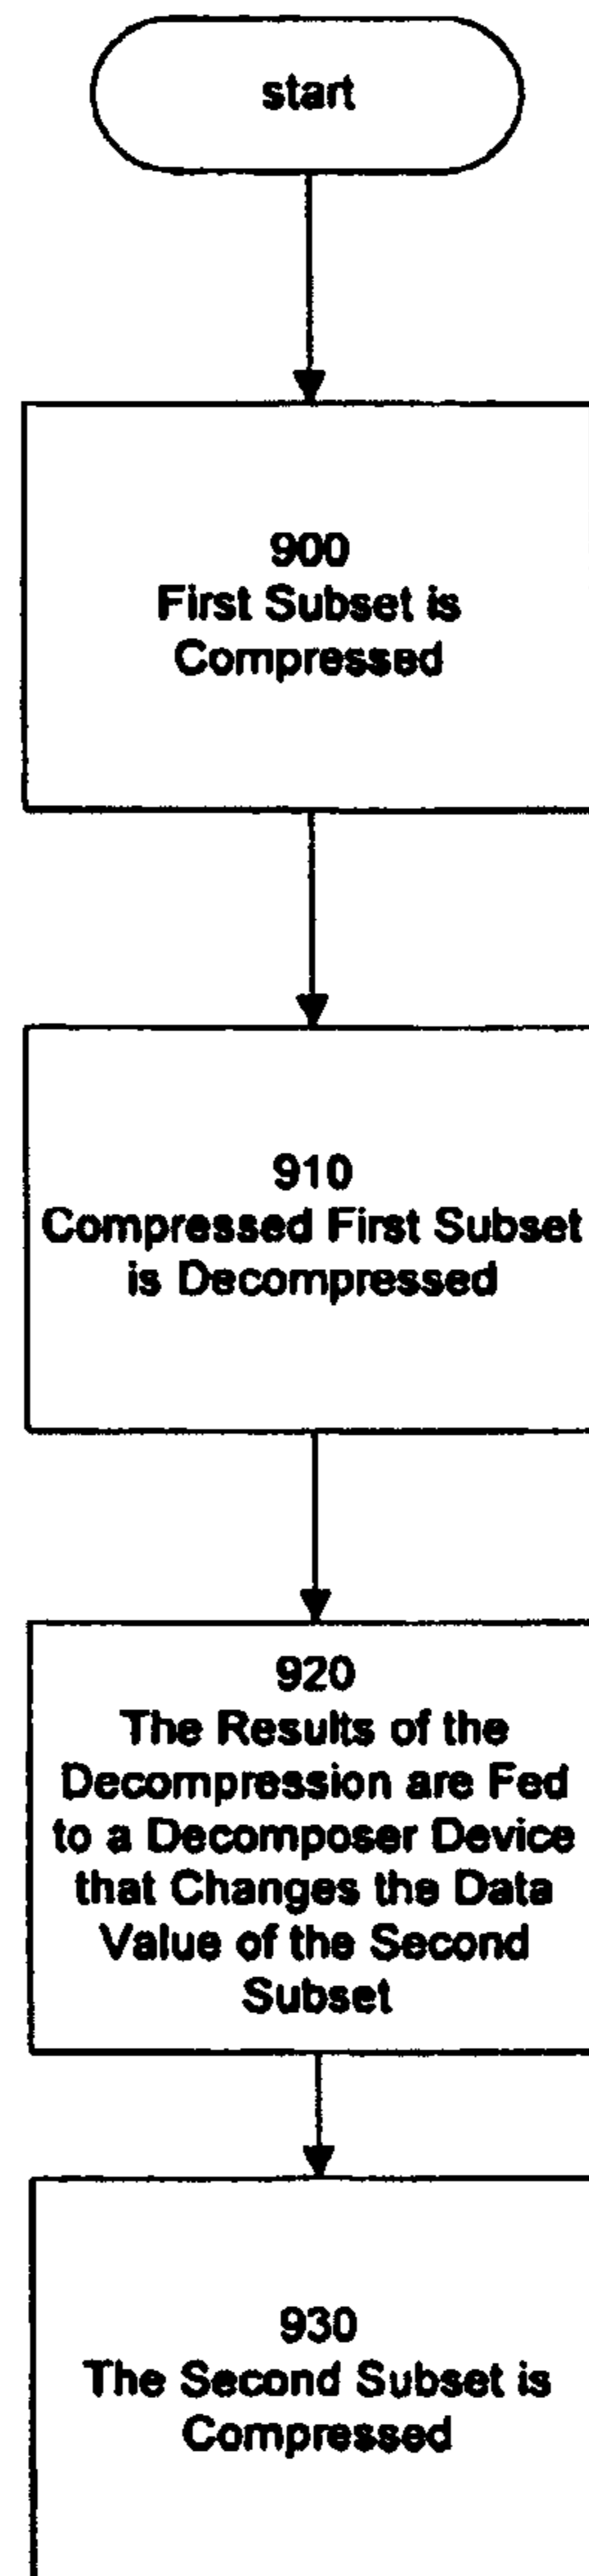 start
900
First Subset is
Compressed
910
Compressed First Subset
is Decompressed
920
The Results of the
Decompression are Fed
to a Decomposer Device
that Changes the Data
Value of the Second
Subset
930
The Second Subset is
Compressed